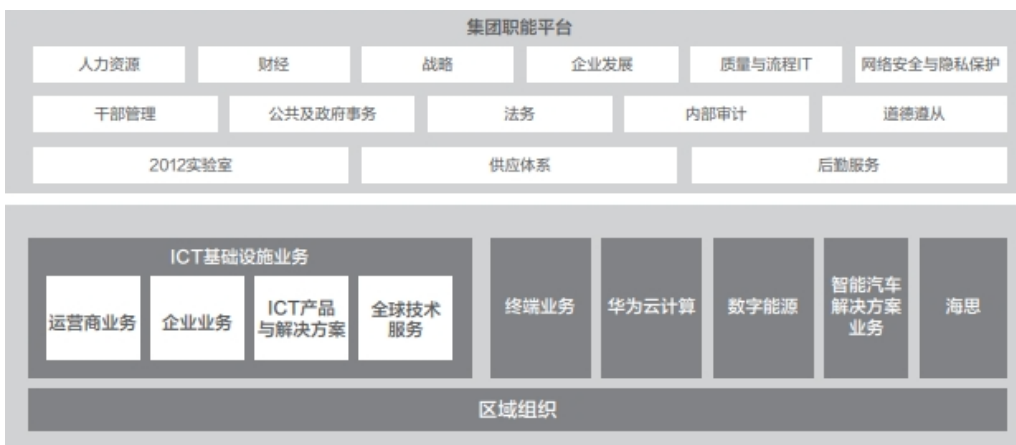 集团职能平台
人力资源
财经
战略
企业发展
质量与流程IT
网络安全与隐私保护
干部管理
公共及政府事务
法务
内部审计
道德遵从
2012实验室
供应体系
后勤服务
ICT基础设施业务
运营商业务
企业业务
ICT产品
与解决方案
全球技术
服务
终端业务
华为云计算
数字能源
智能汽车
解决方案
业务
海思
区域组织